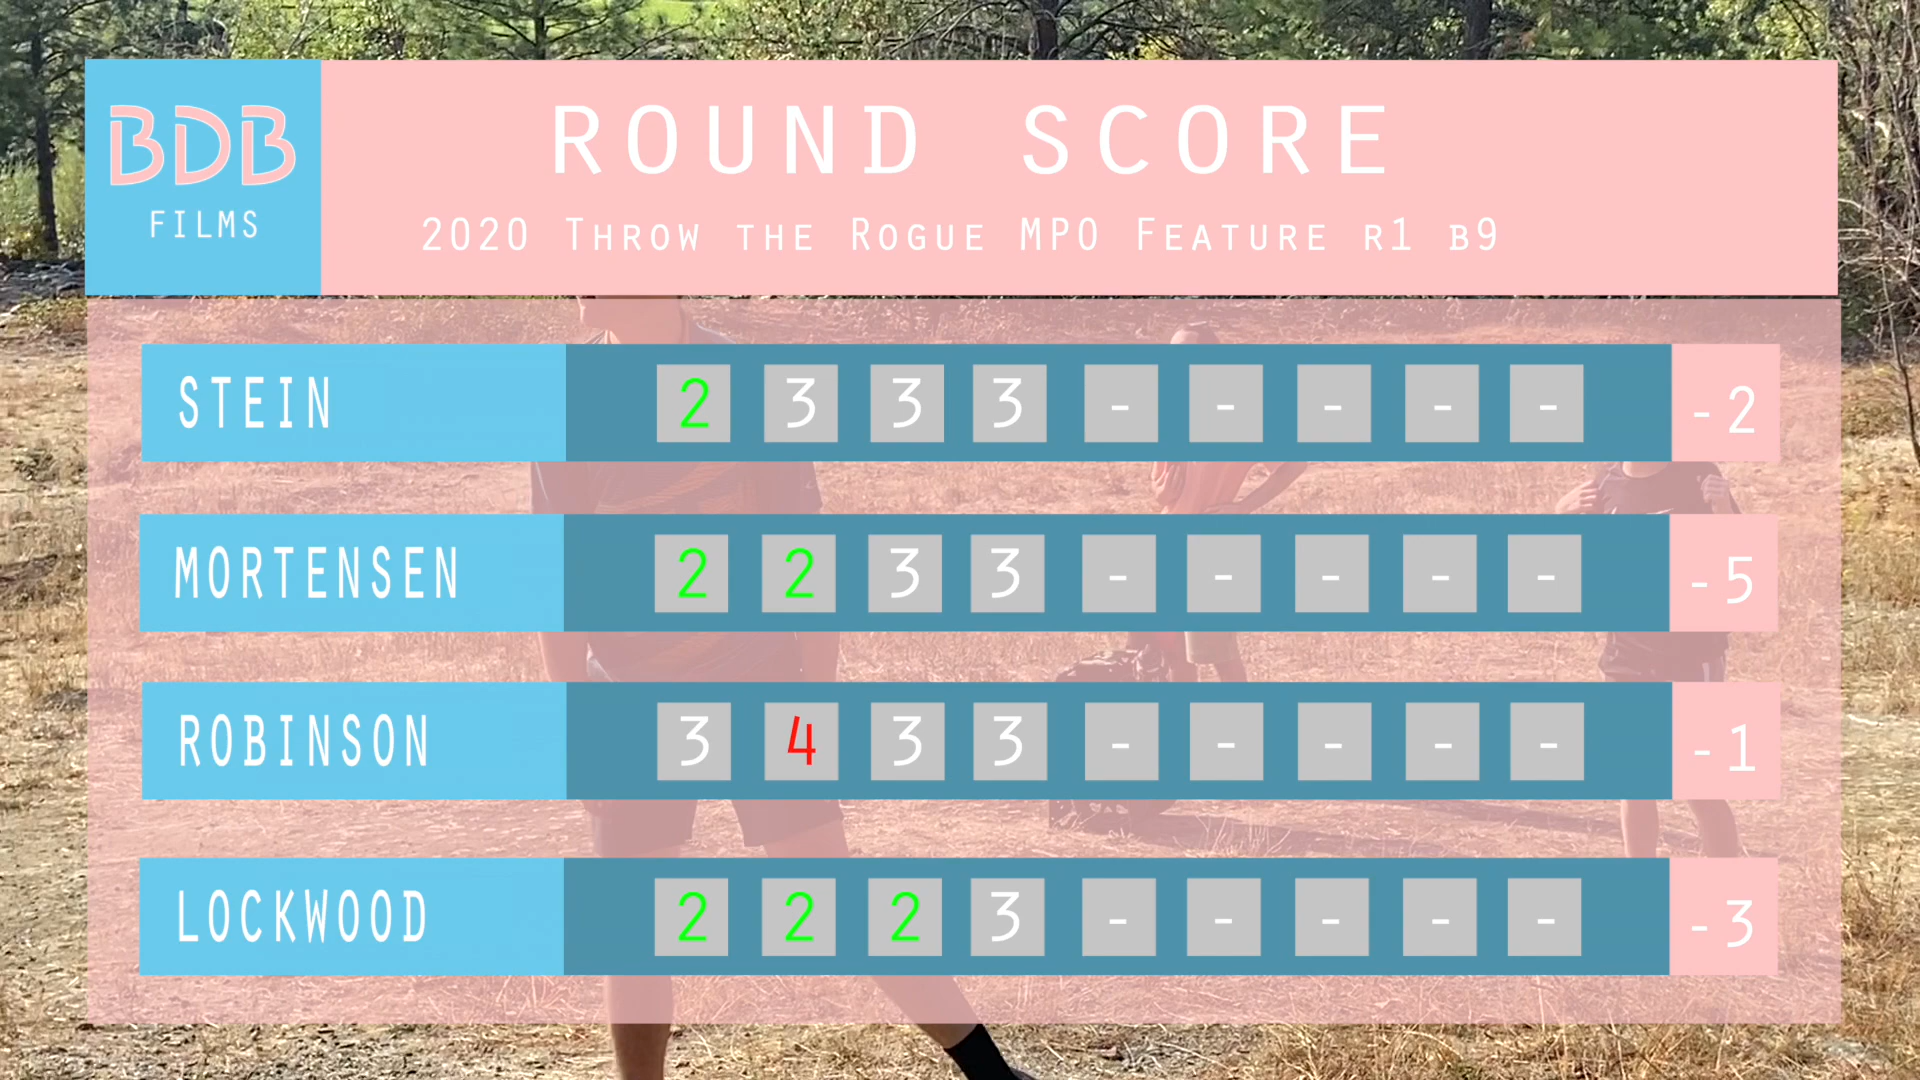 BDB
FILMS
ROUND SCORE
2020 Throw the Rogue MPO Feature r1 b9
STEIN 2 3 3 3 - - - - - -2
MORTENSEN 2 2 3 3 - - - - - -5
ROBINSON 3 4 3 3 - - - - - -1
LOCKWOOD 2 2 2 3 - - - - - -3